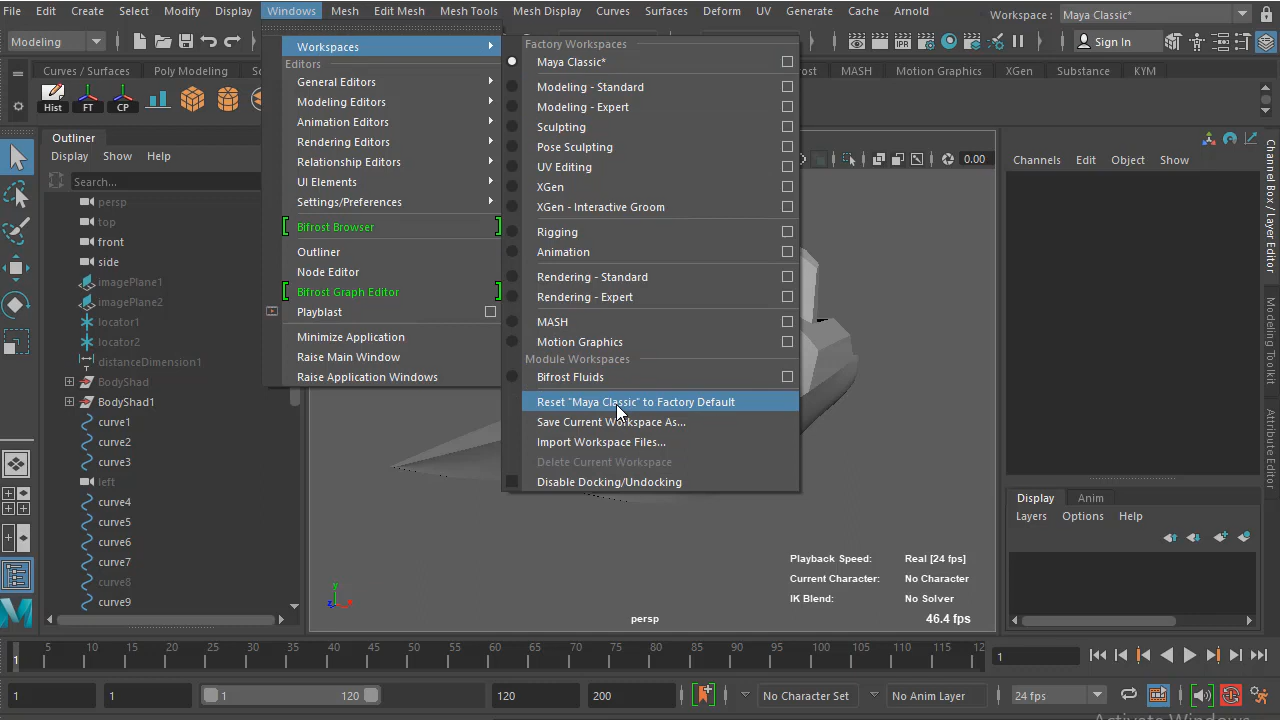 File Edit Create Select Modify Display Windows Mesh Edit Mesh Mesh Tools Mesh Display Curves Surfaces Deform UV Generate Cache Arnold Workspace : Maya Classic*
Modeling IPR Sign In
Curves / Surfaces Poly Modeling MASH Motion Graphics XGen Substance KYM
Hist FT CP
Outliner
Display Show Help
Search...
persp
top
front
side
imagePlane1
imagePlane2
locator1
locator2
distanceDimension1
BodyShad
BodyShad1
curve1
curve2
curve3
left
curve4
curve5
curve6
curve7
curve8
curve9
Workspaces
Editors
General Editors
Modeling Editors
Animation Editors
Rendering Editors
Relationship Editors
UI Elements
Settings/Preferences
Bifrost Browser
Outliner
Node Editor
Bifrost Graph Editor
Playblast
Minimize Application
Raise Main Window
Raise Application Windows
Factory Workspaces
Maya Classic*
Modeling - Standard
Modeling - Expert
Sculpting
Pose Sculpting
UV Editing
XGen
XGen - Interactive Groom
Rigging
Animation
Rendering - Standard
Rendering - Expert
MASH
Motion Graphics
Module Workspaces
Bifrost Fluids
Reset "Maya Classic" to Factory Default
Save Current Workspace As...
Import Workspace Files...
Delete Current Workspace
Disable Docking/Undocking
0.00
Playback Speed: Real [24 fps]
Current Character: No Character
IK Blend: No Solver
46.4 fps
persp
y
z x
Channels Edit Object Show
Display Anim
Layers Options Help
Channel Box / Layer Editor
Modeling Toolkit
Attribute Editor
1 5 10 15 20 25 30 35 40 45 50 55 60 65 70 75 80 85 90 95 100 105 110 115 12 1
1 1 1 120 120 200 No Character Set No Anim Layer 24 fps